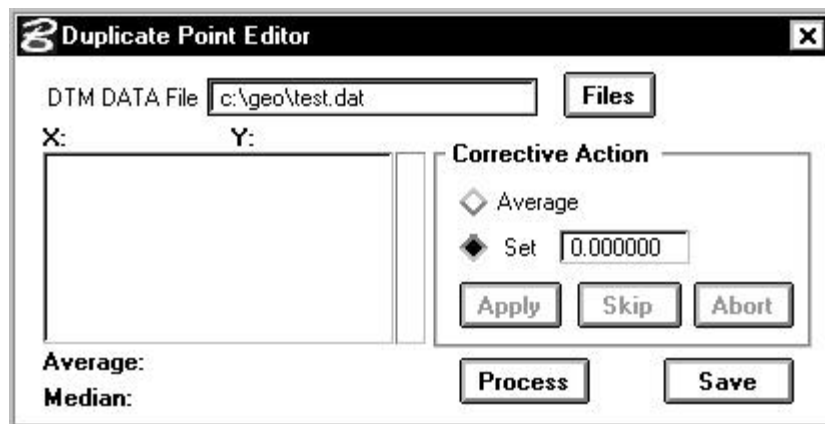 Duplicate Point Editor
DTM DATA File c:\geo\test.dat Files
X: Y:
Corrective Action
Average
Set 0.000000
Apply Skip Abort
Average:
Median:
Process Save